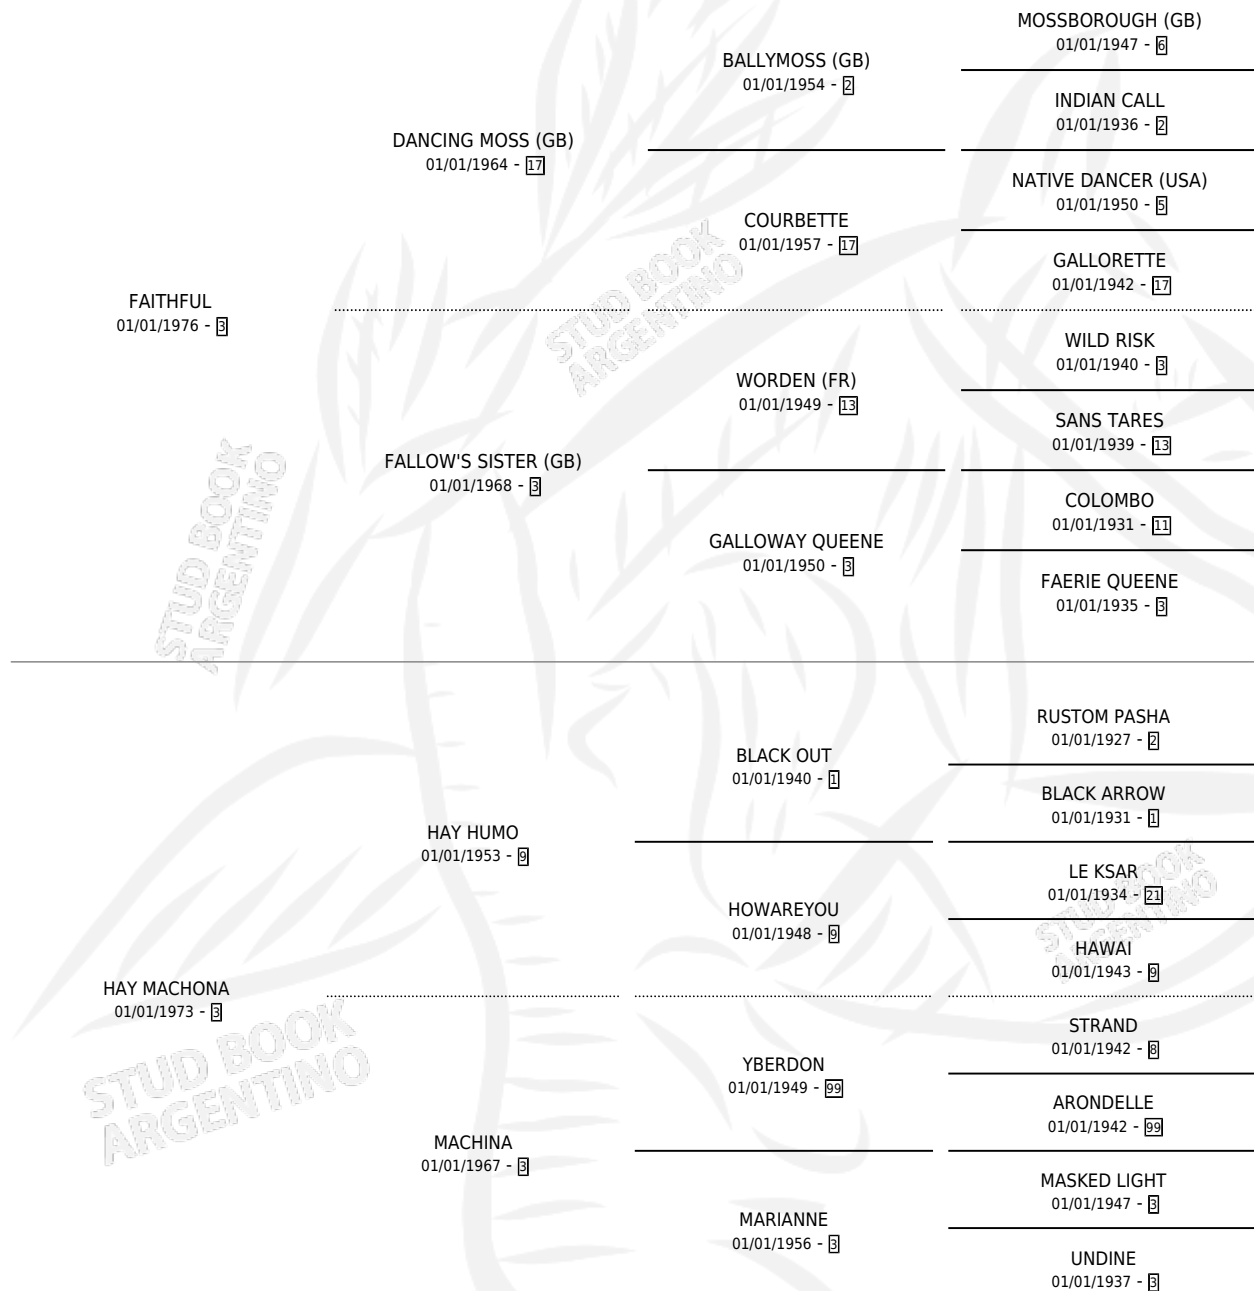 MOSSBOROUGH (GB)
01/01/1947 - 6
BALLYMOSS (GB)
01/01/1954 - 2
INDIAN CALL
01/01/1936 - 2
DANCING MOSS (GB)
01/01/1964 - 17
NATIVE DANCER (USA)
01/01/1950 - 5
COURBETTE
01/01/1957 - 17
GALLORETTE
01/01/1942 - 17
FAITHFUL
01/01/1976 - 3
WILD RISK
01/01/1940 - 3
WORDEN (FR)
01/01/1949 - 13
SANS TARES
01/01/1939 - 13
FALLOW'S SISTER (GB)
01/01/1968 - 3
COLOMBO
01/01/1931 - 11
GALLOWAY QUEENE
01/01/1950 - 3
FAERIE QUEENE
01/01/1935 - 3
RUSTOM PASHA
01/01/1927 - 2
BLACK OUT
01/01/1940 - 1
BLACK ARROW
01/01/1931 - 1
HAY HUMO
01/01/1953 - 9
LE KSAR
01/01/1934 - 21
HOWAREYOU
01/01/1948 - 9
HAWAI
01/01/1943 - 9
HAY MACHONA
01/01/1973 - 3
STRAND
01/01/1942 - 8
YBERDON
01/01/1949 - 99
ARONDELLE
01/01/1942 - 99
MACHINA
01/01/1967 - 3
MASKED LIGHT
01/01/1947 - 3
MARIANNE
01/01/1956 - 3
UNDINE
01/01/1937 - 3
STUD BOOK
ARGENTINO
STUD BOOK
ARGENTINO
STUD BOOK
ARGENTINO
STUD BOOK
ARGENTINO